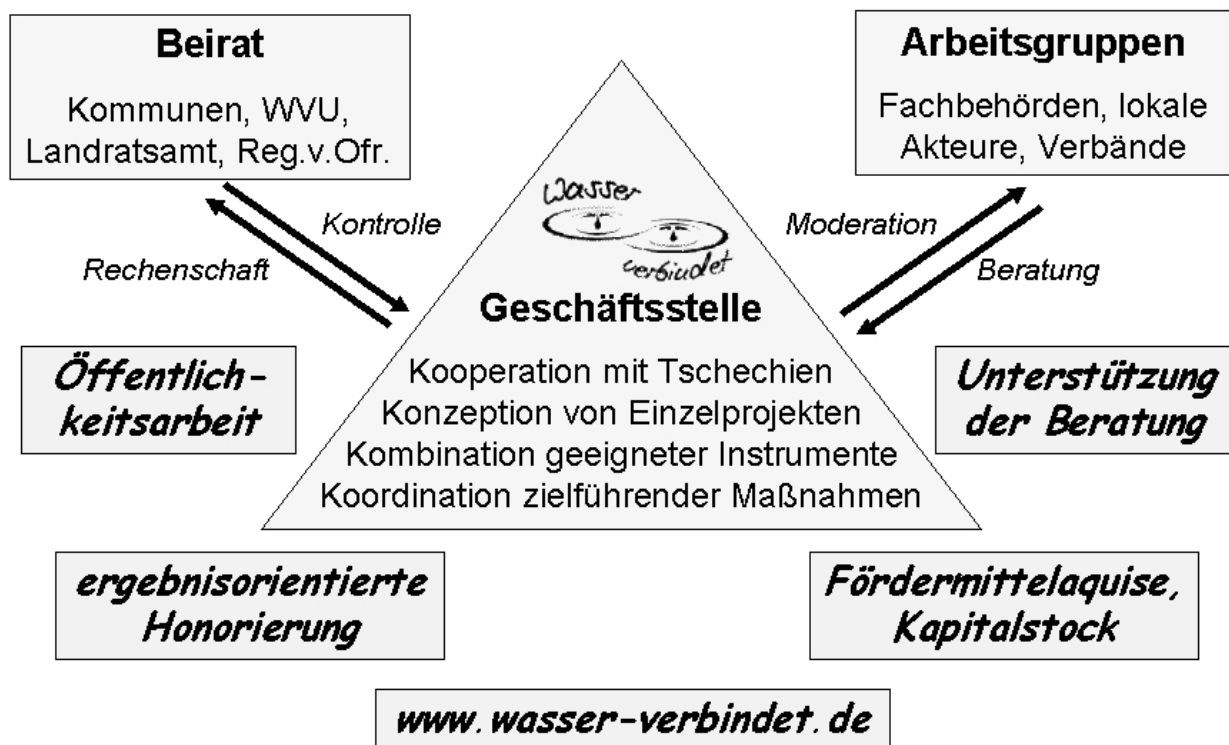 Beirat
Kommunen, WVU,
Landratsamt, Reg.v.Ofr.
Arbeitsgruppen
Fachbehörden, lokale
Akteure, Verbände
Kontrolle
Rechenschaft
Moderation
Beratung
wasser
verbindet
Geschäftsstelle
Kooperation mit Tschechien
Konzeption von Einzelprojekten
Kombination geeigneter Instrumente
Koordination zielführender Maßnahmen
Öffentlich-
keitsarbeit
Unterstützung
der Beratung
ergebnisorientierte
Honorierung
Fördermittelaquise,
Kapitalstock
www.wasser-verbindet.de